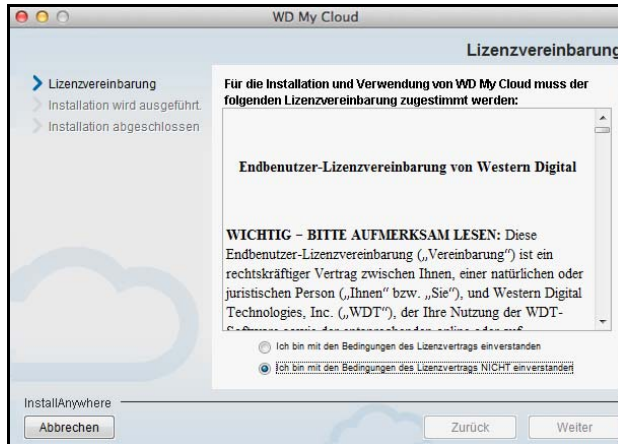 WD My Cloud
Lizenzvereinbarung
Lizenzvereinbarung
Installation wird ausgeführt.
Installation abgeschlossen
Für die Installation und Verwendung von WD My Cloud muss der
folgenden Lizenzvereinbarung zugestimmt werden:
Endbenutzer-Lizenzvereinbarung von Western Digital
WICHTIG – BITTE AUFMERKSAM LESEN: Diese
Endbenutzer-Lizenzvereinbarung („Vereinbarung“) ist ein
rechtskräftiger Vertrag zwischen Ihnen, einer natürlichen oder
juristischen Person („Ihnen“ bzw. „Sie“), und Western Digital
Technologies, Inc. („WDT“), der Ihre Nutzung der WDT-
Ich bin mit den Bedingungen des Lizenzvertrags einverstanden
Ich bin mit den Bedingungen des Lizenzvertrags NICHT einverstanden
InstallAnywhere
Abbrechen
Zurück
Weiter